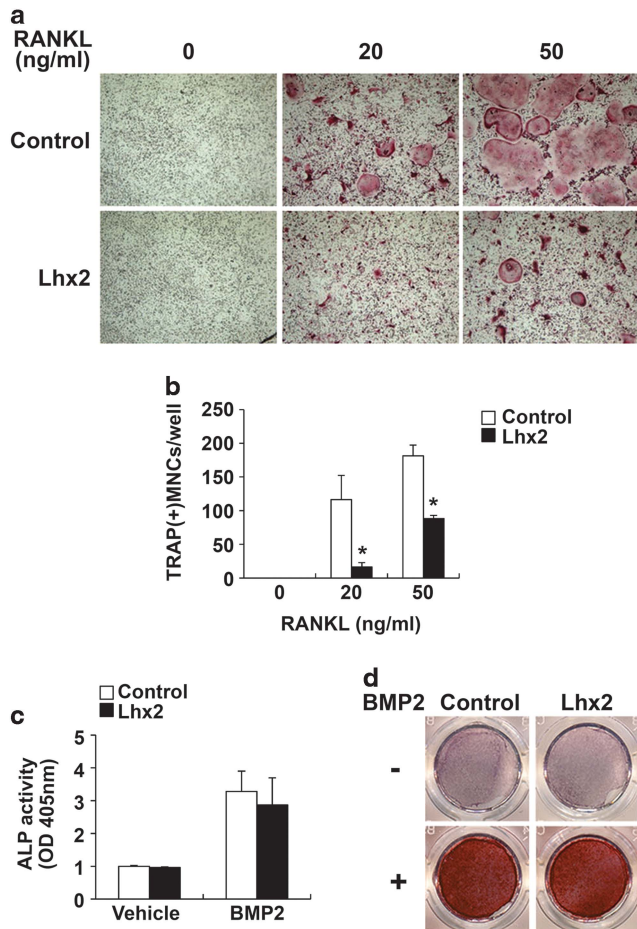 a
RANKL
(ng/ml)
0
20
50
Control
Lhx2
b
TRAP(+)MNCs/well
250
200
150
100
50
0
0
20
50
RANKL (ng/ml)
Control
Lhx2
*
*
c
Control
Lhx2
ALP activity
(OD 405nm)
5
4
3
2
1
0
Vehicle
BMP2
d
BMP2
Control
Lhx2
-
+